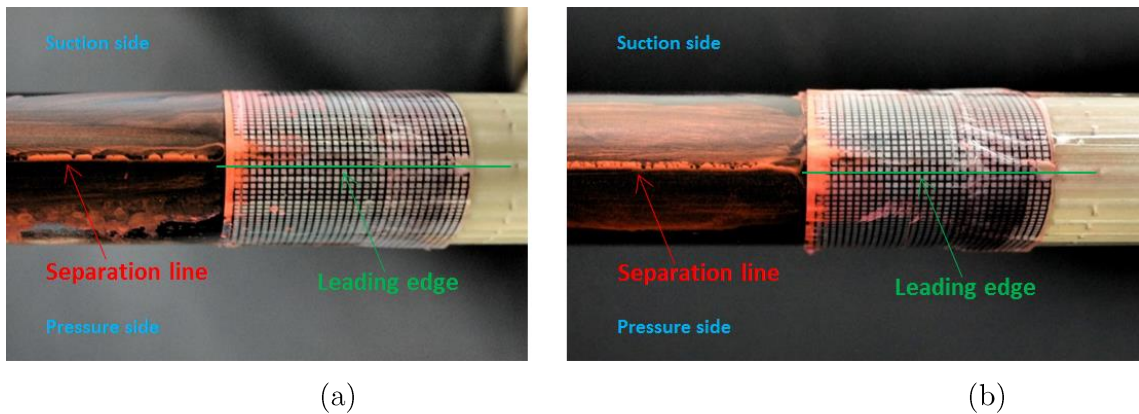 Suction side
Separation line
Leading edge
Pressure side
(a)
Suction side
Separation line
Leading edge
Pressure side
(b)